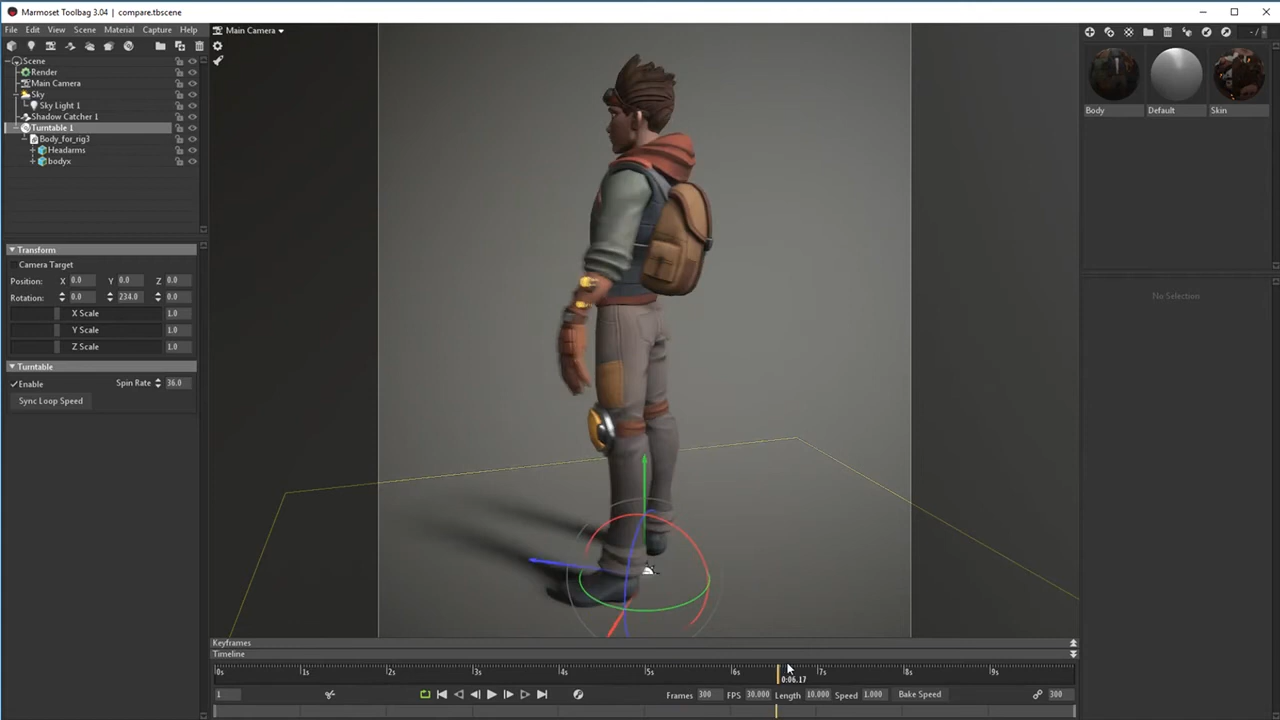 Marmoset Toolbag 3.04 | compare.tbscene
File Edit View Scene Material Capture Help
Main Camera
Scene
Render
Main Camera
Sky
Sky Light 1
Shadow Catcher 1
Turntable 1
Body_for_rig3
Headarms
bodyx
Transform
Camera Target
Position: X 0.0 Y 0.0 Z 0.0
Rotation: 0.0 234.0 0.0
X Scale 1.0
Y Scale 1.0
Z Scale 1.0
Turntable
Enable Spin Rate 36.0
Sync Loop Speed
Body Default Skin
No Selection
Keyframes
Timeline
0s 1s 2s 3s 4s 5s 6s 7s 8s 9s
0:06.17
1 Frames 300 FPS 30.000 Length 10.000 Speed 1.000 Bake Speed 300